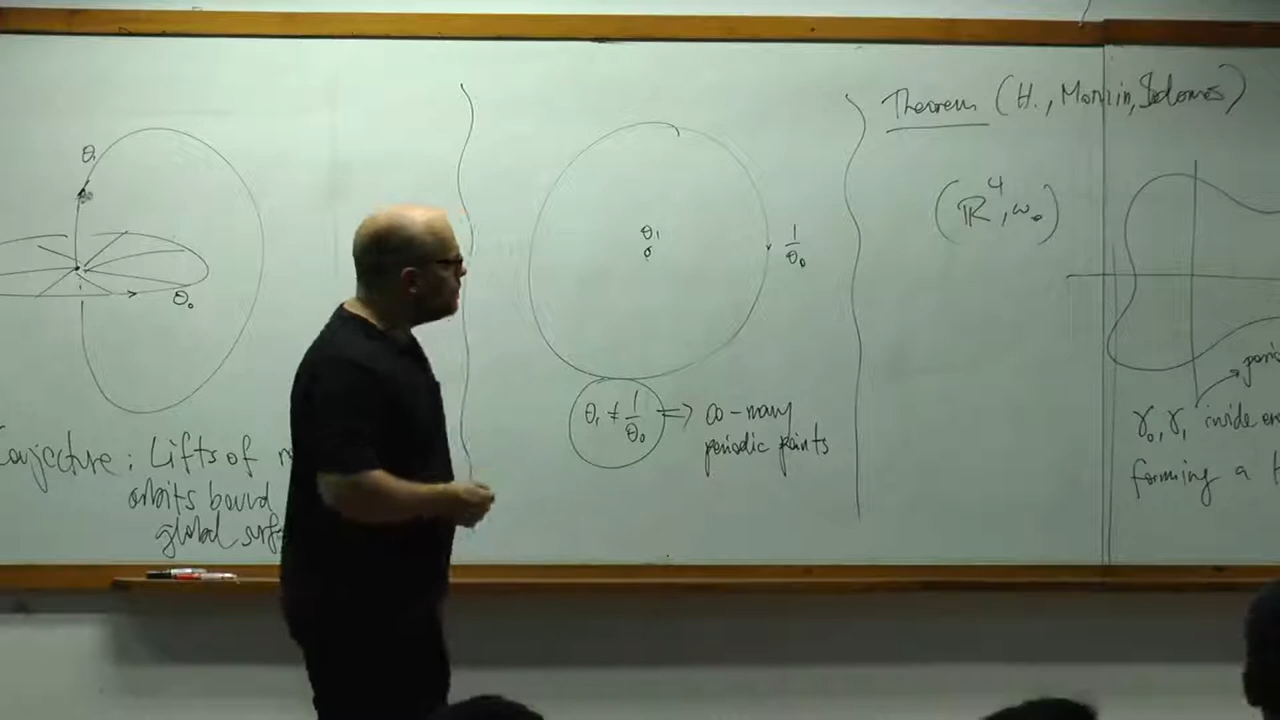 θ₁
θ₀
Conjecture: Lifts of
orbits bound
global surf
θ₁
1/θ₀
θ₁ ≠ 1/θ₀ => ∞-many
periodic points
Theorem (H., Salomão)
(ℝ⁴, ω₀)
γ₀, γ₁ inside
forming a